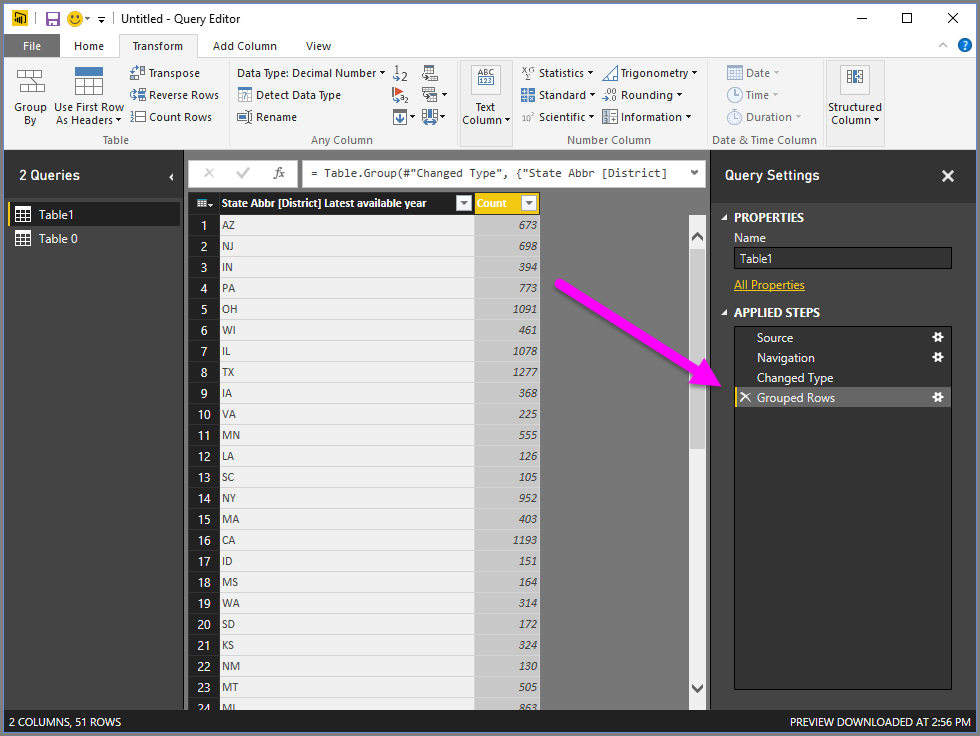 Untitled - Query Editor
File Home Transform Add Column View
Group By
Use First Row As Headers
Transpose
Reverse Rows
Count Rows
Table
Data Type: Decimal Number
Detect Data Type
Rename
Any Column
ABC 123
Text Column
Statistics
Standard
Scientific
Trigonometry
Rounding
Information
Number Column
Date
Time
Duration
Date & Time Column
Structured Column
2 Queries
Table1
Table 0
fx = Table.Group(#"Changed Type", {"State Abbr [District]
State Abbr [District] Latest available year Count
1 AZ 673
2 NJ 698
3 IN 394
4 PA 773
5 OH 1091
6 WI 461
7 IL 1078
8 TX 1277
9 IA 368
10 VA 225
11 MN 555
12 LA 126
13 SC 105
14 NY 952
15 MA 403
16 CA 1193
17 ID 151
18 MS 164
19 WA 314
20 SD 172
21 KS 324
22 NM 130
23 MT 505
24 MI 863
Query Settings
PROPERTIES
Name
Table1
All Properties
APPLIED STEPS
Source
Navigation
Changed Type
Grouped Rows
2 COLUMNS, 51 ROWS
PREVIEW DOWNLOADED AT 2:56 PM